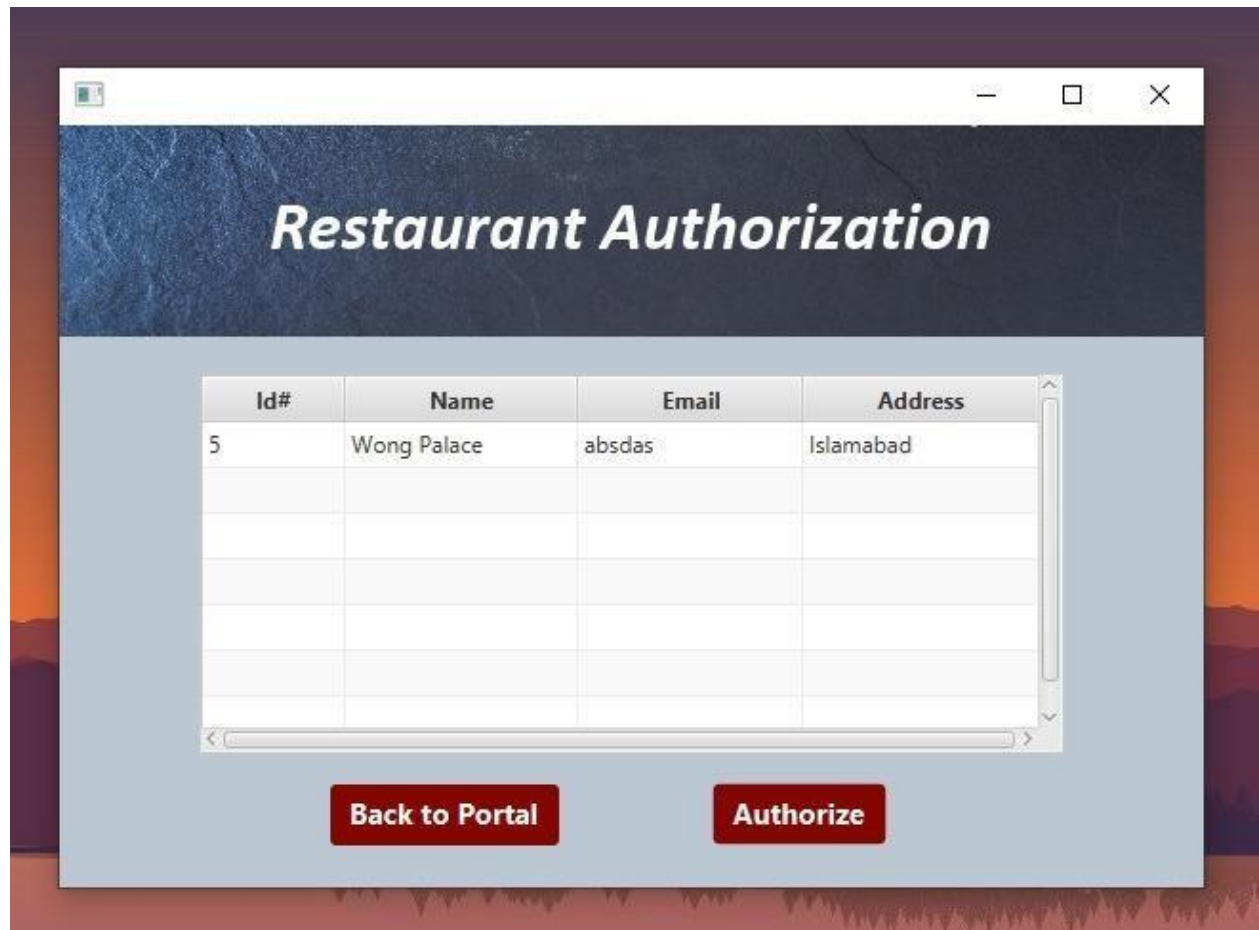 Restaurant Authorization
Id# Name Email Address
5 Wong Palace absdas Islamabad
Back to Portal Authorize